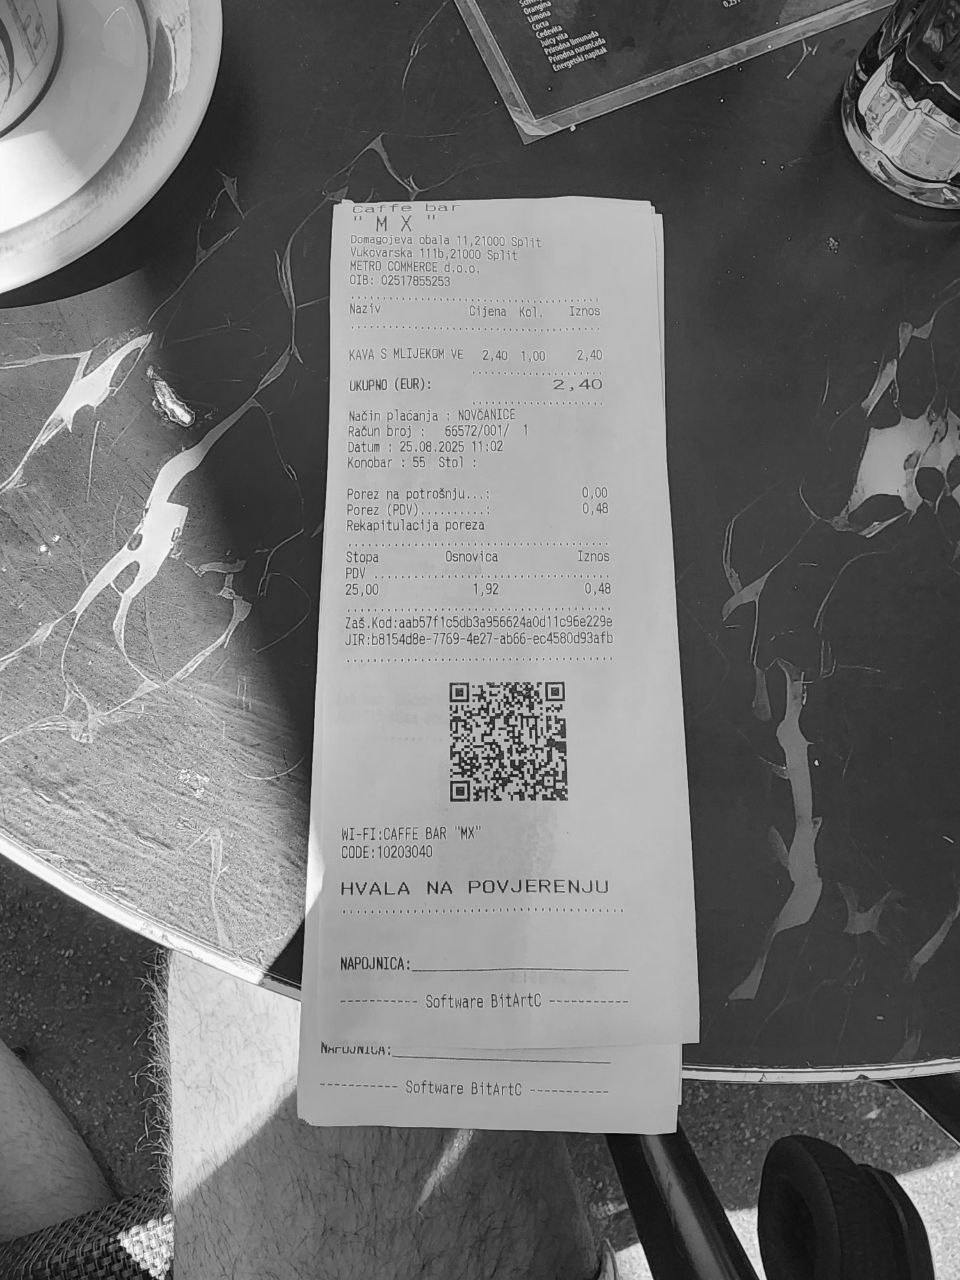 Orangina
Limona
Cocta
Cedevita
Juicy vita
Prirodna limunada
Prirodna narančada
Energetski napitak
Caffe bar
" M X "
Domagojeva obala 11,21000 Split
Vukovarska 111b,21000 Split
METRO COMMERCE d.o.o.
OIB: 02517855253
Naziv Cijena Kol. Iznos
KAVA S MLIJEKOM VE 2,40 1,00 2,40
UKUPNO (EUR): 2,40
Način plaćanja : NOVČANICE
Račun broj : 66572/001/ 1
Datum : 25.08.2025 11:02
Konobar : 55 Stol :
Porez na potrošnju...: 0,00
Porez (PDV)..........: 0,48
Rekapitulacija poreza
Stopa Osnovica Iznos
PDV
25,00 1,92 0,48
Zaš.Kod:aab57f1c5db3a956624a0d11c96e229e
JIR:b8154d8e-7769-4e27-ab66-ec4580d93afb
WI-FI:CAFFE BAR "MX"
CODE:10203040
HVALA NA POVJERENJU
NAPOJNICA:
---------- Software BitArtC ----------
NAPOJNICA:
---------- Software BitArtC ----------